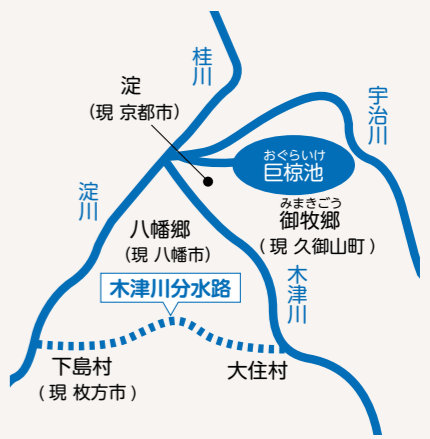 桂川
淀
(現 京都市)
宇治川
おぐらいけ
巨椋池
淀川
みまきごう
御牧郷
(現 久御山町)
八幡郷
(現 八幡市)
木津川
木津川分水路
下島村
(現 枚方市)
大住村